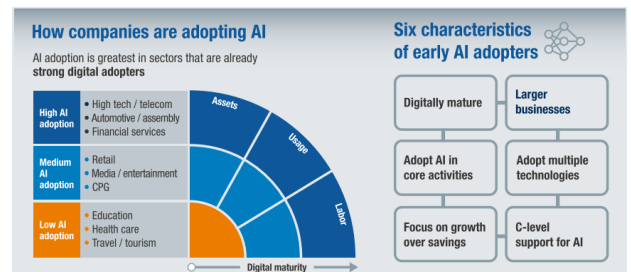 How companies are adopting AI
AI adoption is greatest in sectors that are already
strong digital adopters
High AI
adoption
• High tech / telecom
• Automotive / assembly
• Financial services
Medium
AI
adoption
• Retail
• Media / entertainment
• CPG
Low AI
adoption
• Education
• Health care
• Travel / tourism
Assets
Usage
Labor
Digital maturity
Six characteristics
of early AI adopters
Digitally mature
Larger
businesses
Adopt AI in
core activities
Adopt multiple
technologies
Focus on growth
over savings
C-level
support for AI